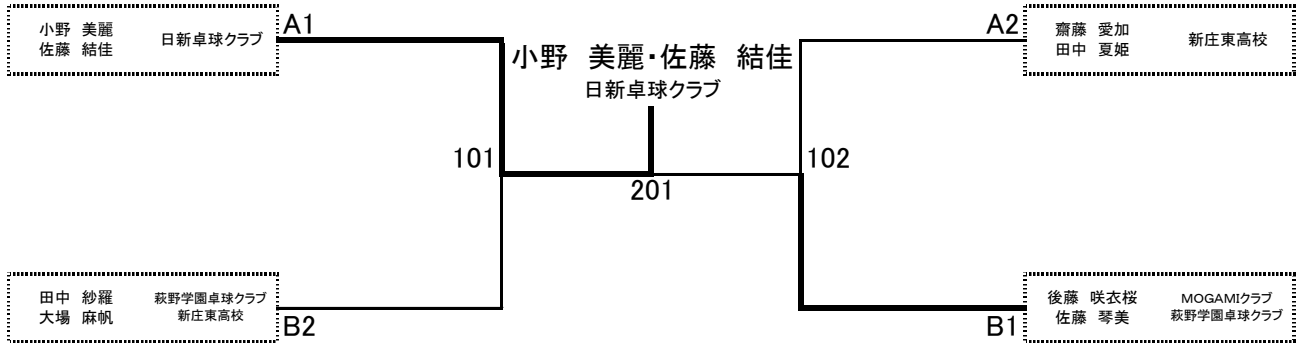 小野 美麗
佐藤 結佳
日新卓球クラブ
A1
小野 美麗・佐藤 結佳
日新卓球クラブ
A2
齋藤 愛加
田中 夏姫
新庄東高校
101
201
102
田中 紗羅
大場 麻帆
萩野学園卓球クラブ
新庄東高校
B2
B1
後藤 咲衣桜
佐藤 琴美
MOGAMIクラブ
萩野学園卓球クラブ